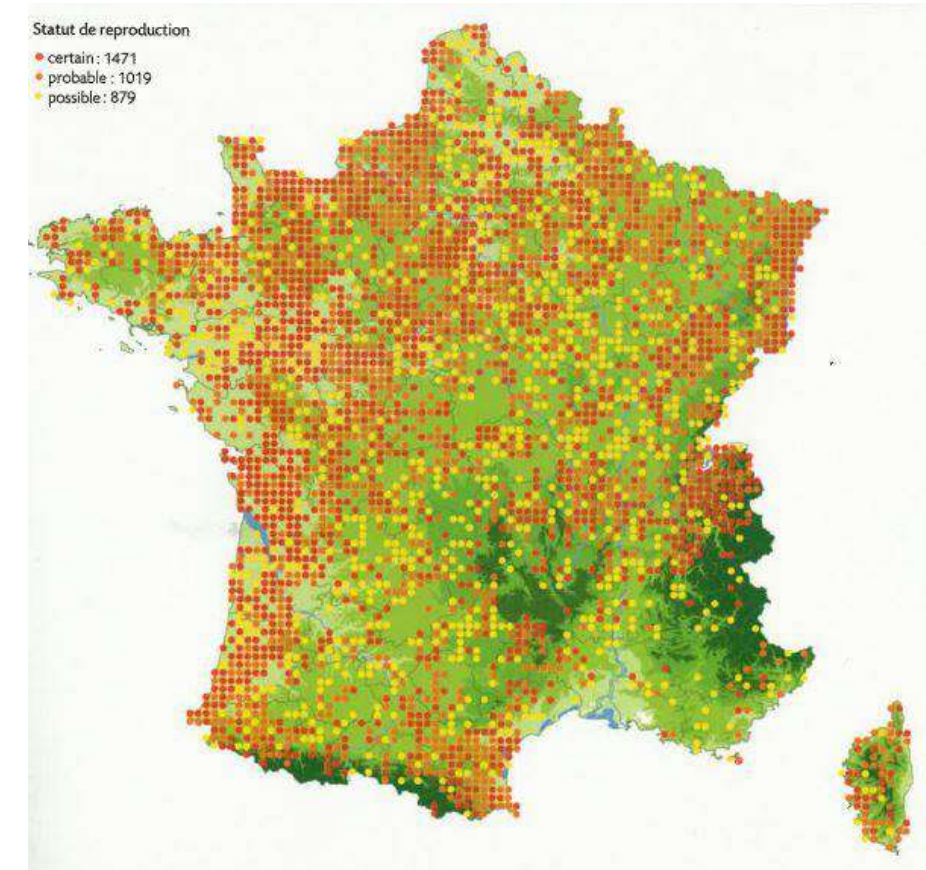 Statut de reproduction
certain : 1471
probable : 1019
possible : 879